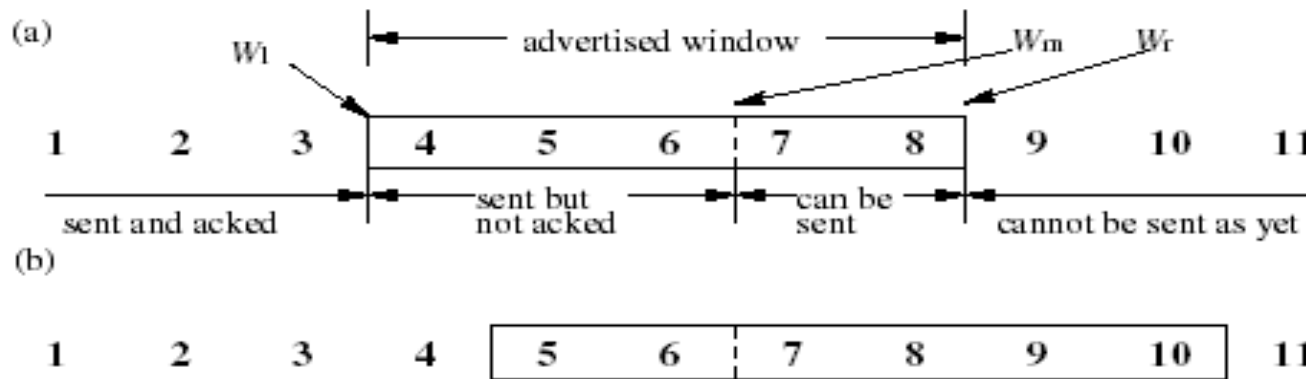 (a)
advertised window
Wl
Wm
Wr
1 2 3 4 5 6 7 8 9 10 11
sent and acked
sent but
not acked
can be
sent
cannot be sent as yet
(b)
1 2 3 4 5 6 7 8 9 10 11